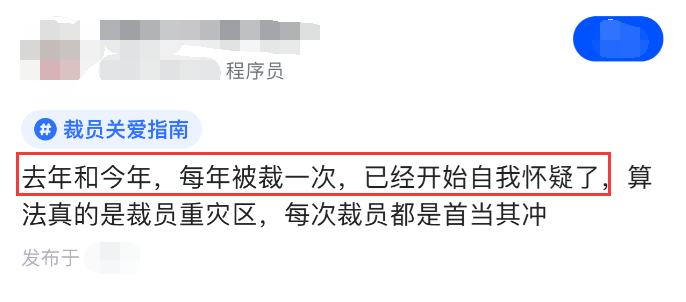 程序员
# 裁员关爱指南
去年和今年，每年被裁一次，已经开始自我怀疑了，算
法真的是裁员重灾区，每次裁员都是首当其冲
发布于